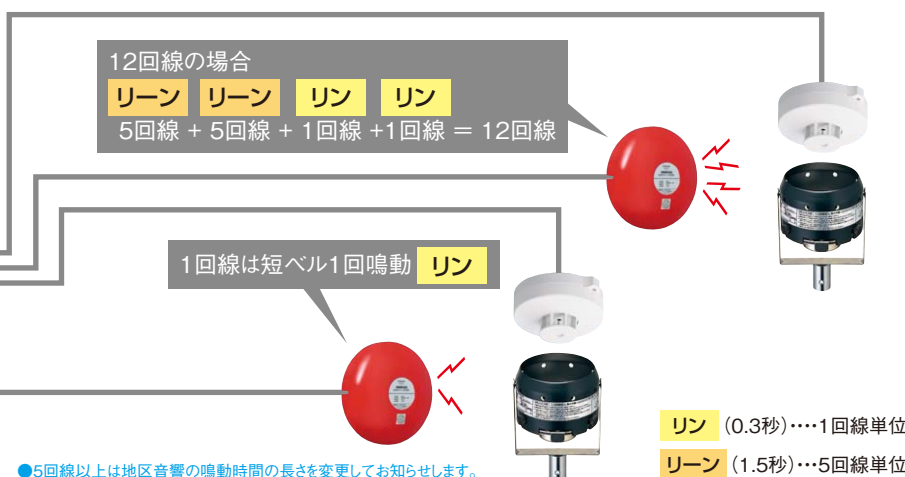 12回線の場合
リーン リーン リン リン
5回線 + 5回線 + 1回線 +1回線 = 12回線
1回線は短ベル1回鳴動 リン
リン (0.3秒)‥‥1回線単位
リーン (1.5秒)‥‥5回線単位
●5回線以上は地区音響の鳴動時間の長さを変更してお知らせします。